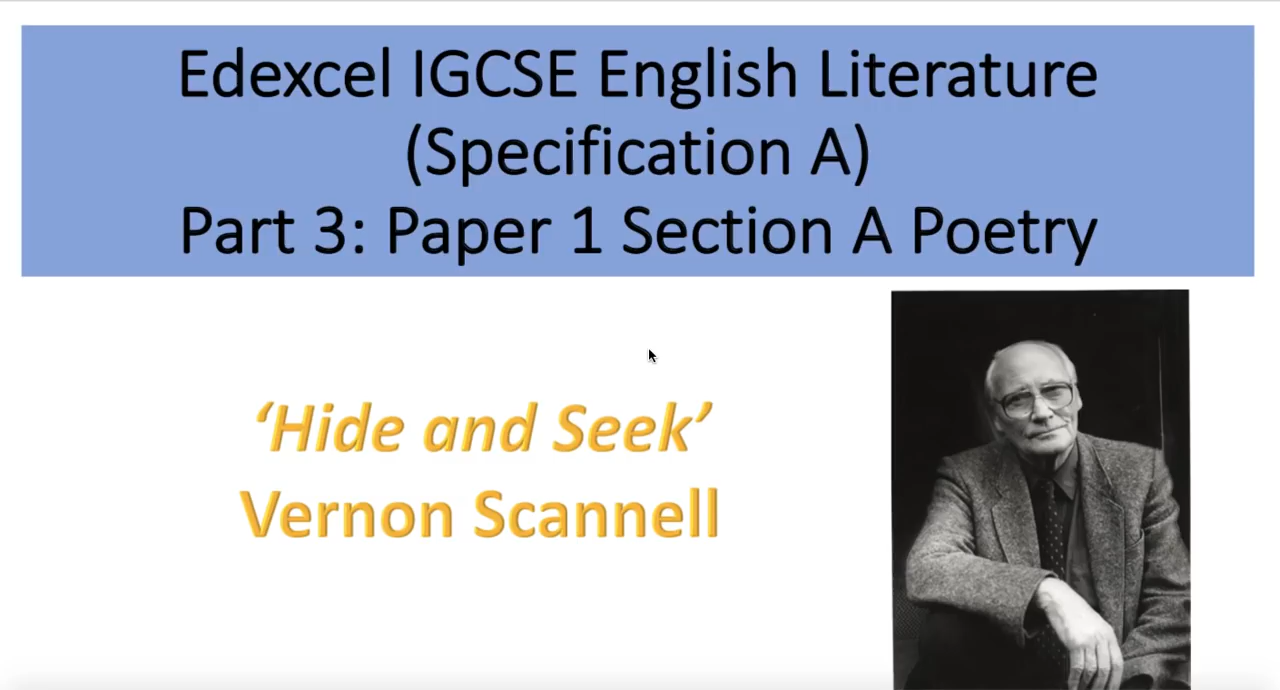 Edexcel IGCSE English Literature
(Specification A)
Part 3: Paper 1 Section A Poetry
‘Hide and Seek’
Vernon Scannell